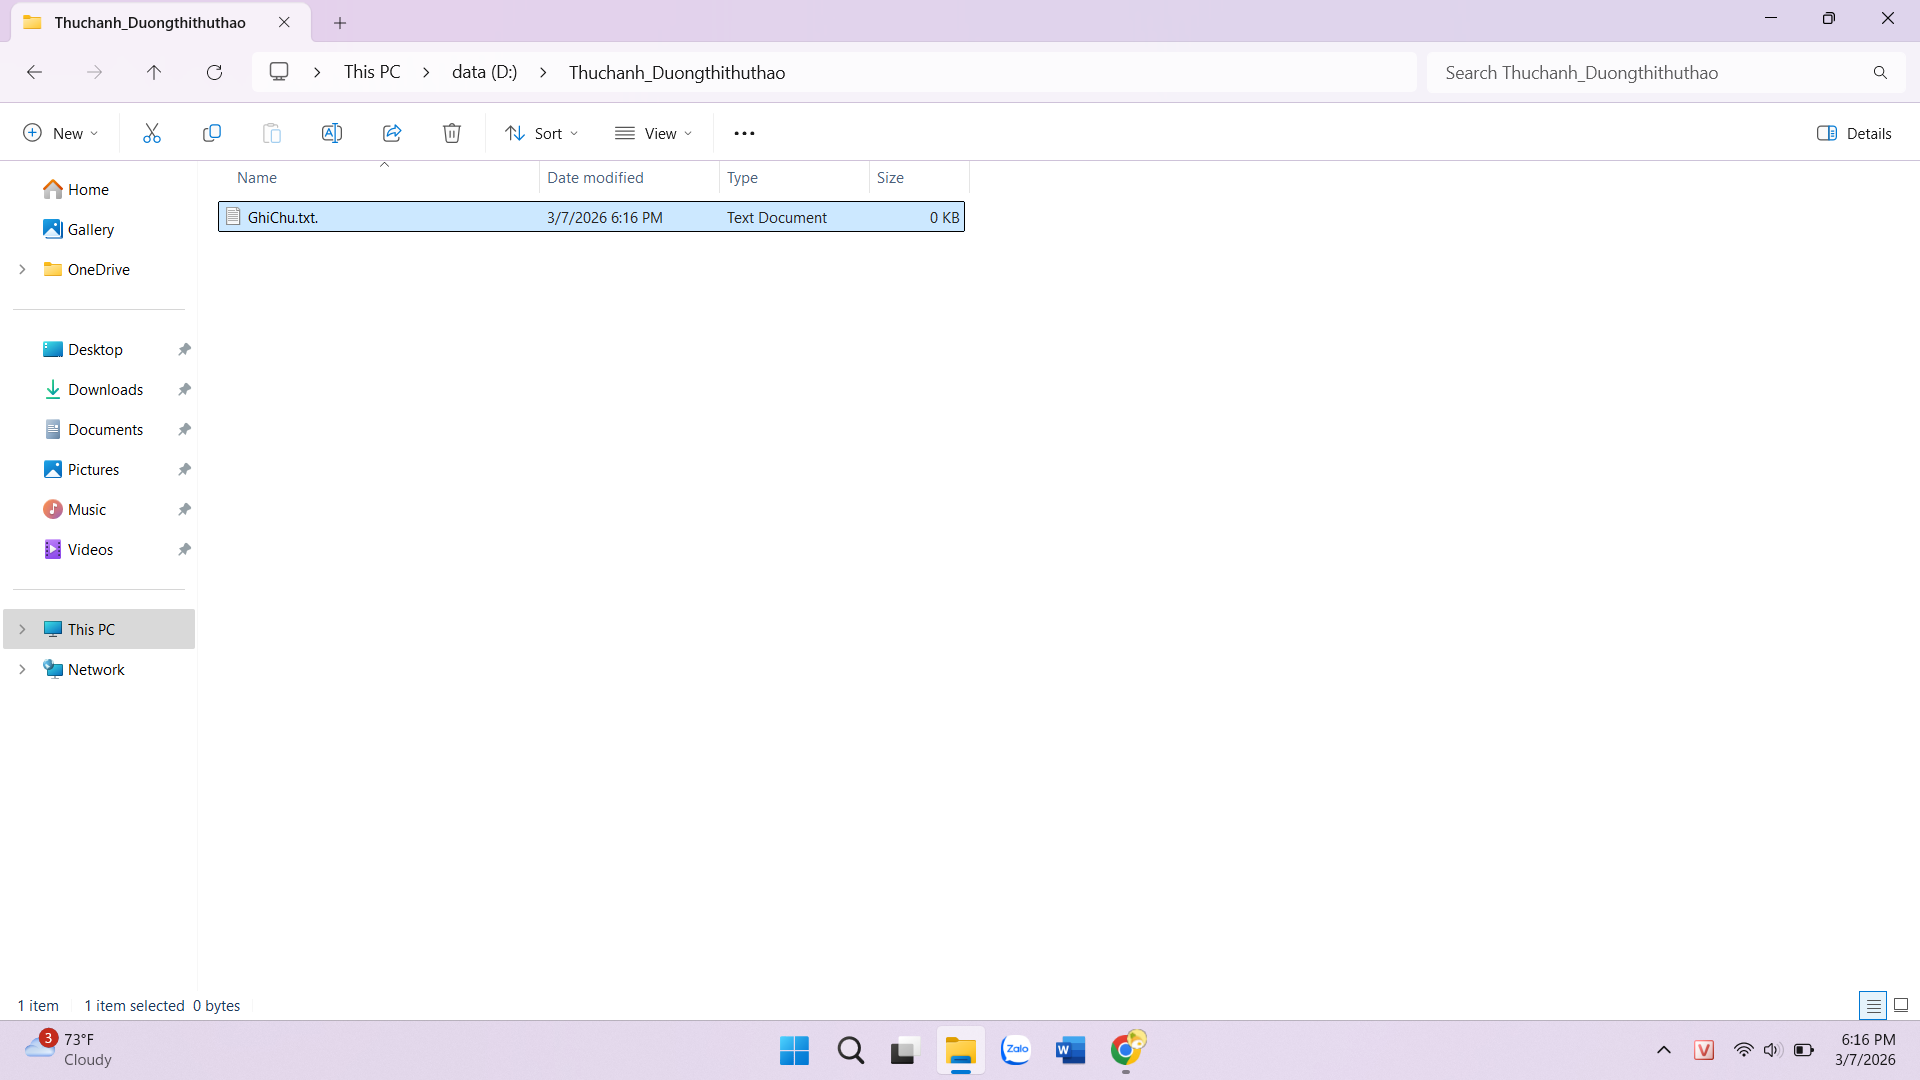 Thuchanh_Duongthithuthao
This PC > data (D:) > Thuchanh_Duongthithuthao
Search Thuchanh_Duongthithuthao
New
Sort
View
Details
Name Date modified Type Size
GhiChu.txt. 3/7/2026 6:16 PM Text Document 0 KB
Home
Gallery
OneDrive
Desktop
Downloads
Documents
Pictures
Music
Videos
This PC
Network
1 item 1 item selected 0 bytes
3
73°F
Cloudy
Zalo
W
V
6:16 PM
3/7/2026